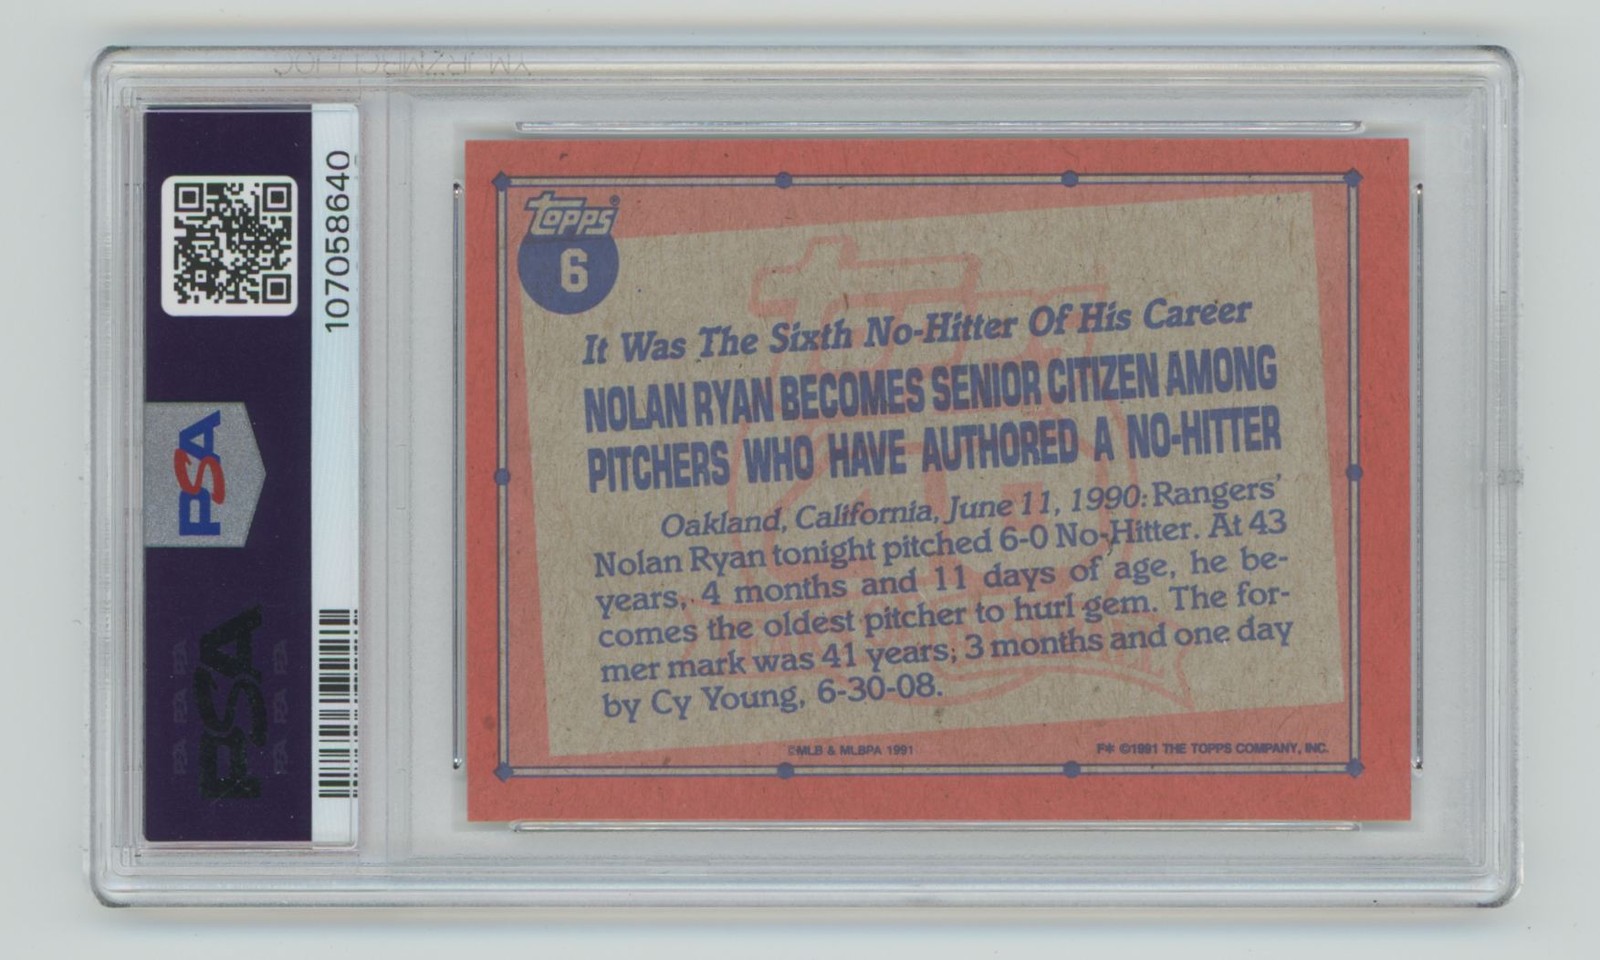 107058640
PSA
PSA
topps®
6
It Was The Sixth No-Hitter Of His Career
NOLAN RYAN BECOMES SENIOR CITIZEN AMONG
PITCHERS WHO HAVE AUTHORED A NO-HITTER
Oakland, California, June 11, 1990: Rangers'
Nolan Ryan tonight pitched 6-0 No-Hitter. At 43
years, 4 months and 11 days of age, he be-
comes the oldest pitcher to hurl gem. The for-
mer mark was 41 years; 3 months and one day
by Cy Young, 6-30-08.
©MLB & MLBPA 1991
F* ©1991 THE TOPPS COMPANY, INC.